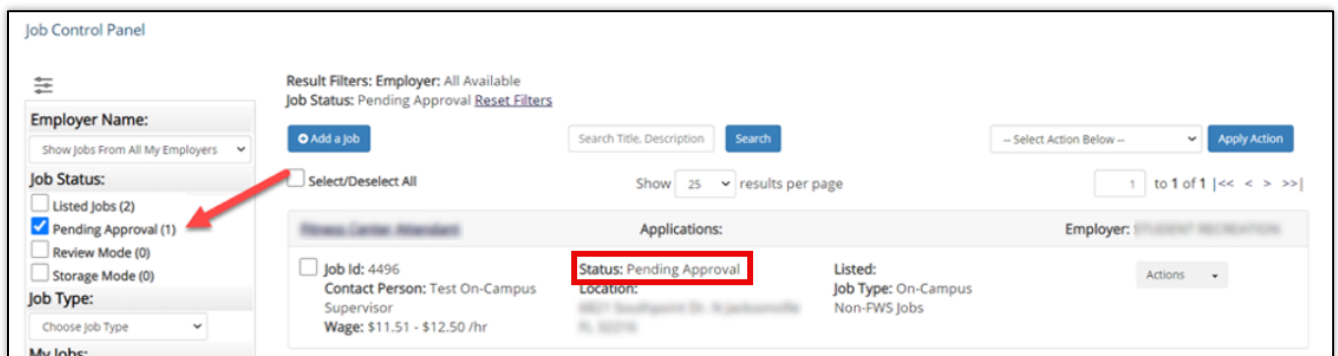 Job Control Panel
Result Filters: Employer: All Available
Job Status: Pending Approval Reset Filters
Employer Name:
Show Jobs From All My Employers
Add a Job
Search Title, Description
Search
-- Select Action Below --
Apply Action
Job Status:
Select/Deselect All
Show 25 results per page
1 to 1 of 1 |<< < > >>|
Listed Jobs (2)
Pending Approval (1)
Review Mode (0)
Storage Mode (0)
Applications:
Employer:
Job Id: 4496
Contact Person: Test On-Campus
Supervisor
Wage: $11.51 - $12.50 /hr
Status: Pending Approval
Location:
Listed:
Job Type: On-Campus
Non-FWS Jobs
Actions
Job Type:
Choose Job Type
My Jobs: